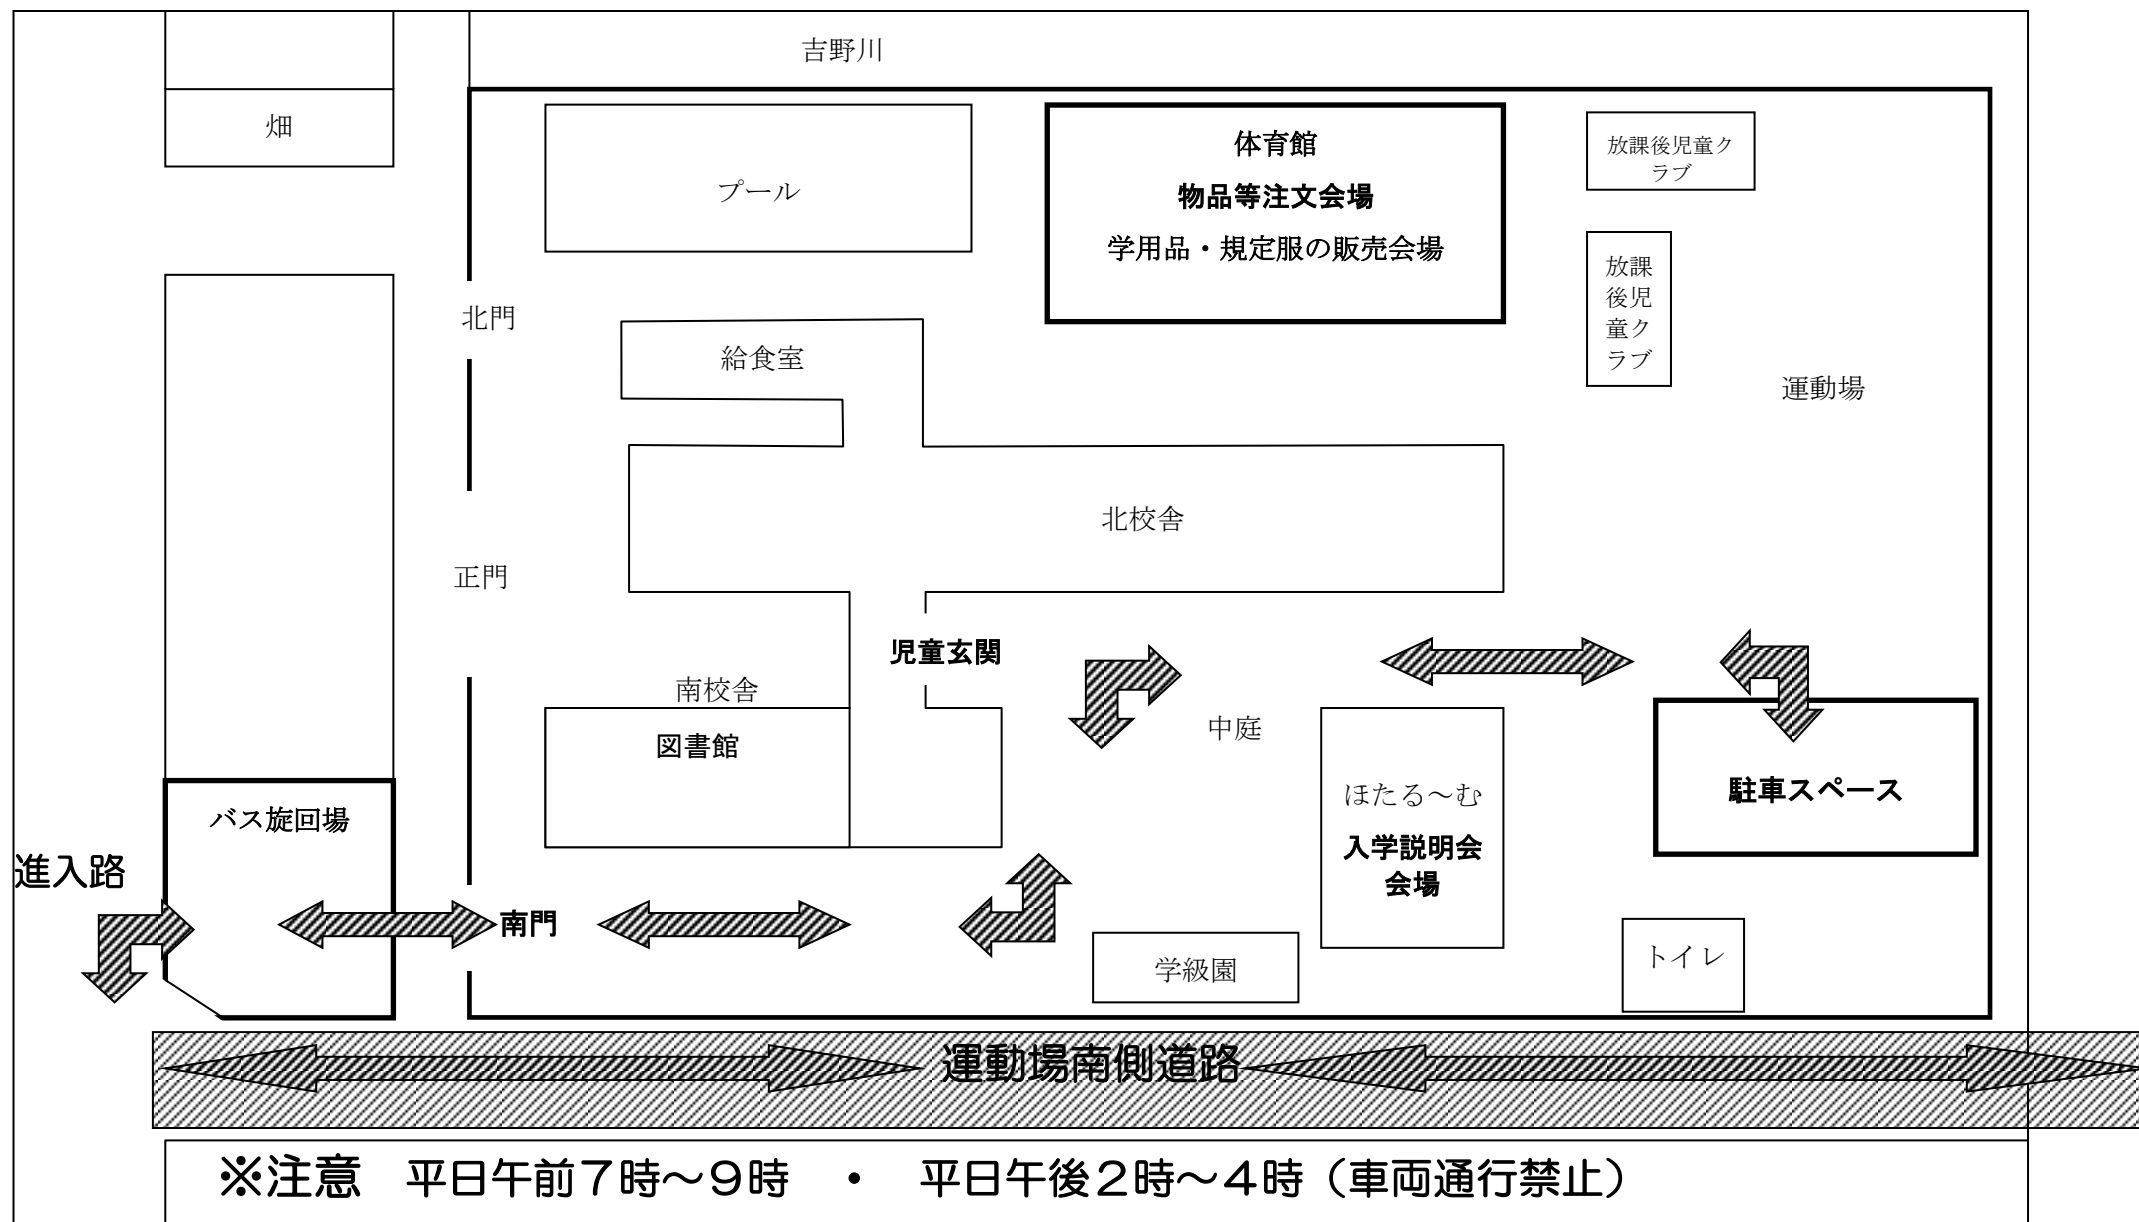 吉野川
畑
プール
体育館
物品等注文会場
学用品・規定服の販売会場
放課後児童ク
ラブ
放課
後児
童ク
ラブ
北門
給食室
運動場
北校舎
正門
児童玄関
南校舎
図書館
中庭
ほたる～む
入学説明会
会場
駐車スペース
バス旋回場
進入路
南門
学級園
トイレ
運動場南側道路
※注意　平日午前７時～９時　・　平日午後２時～４時（車両通行禁止）